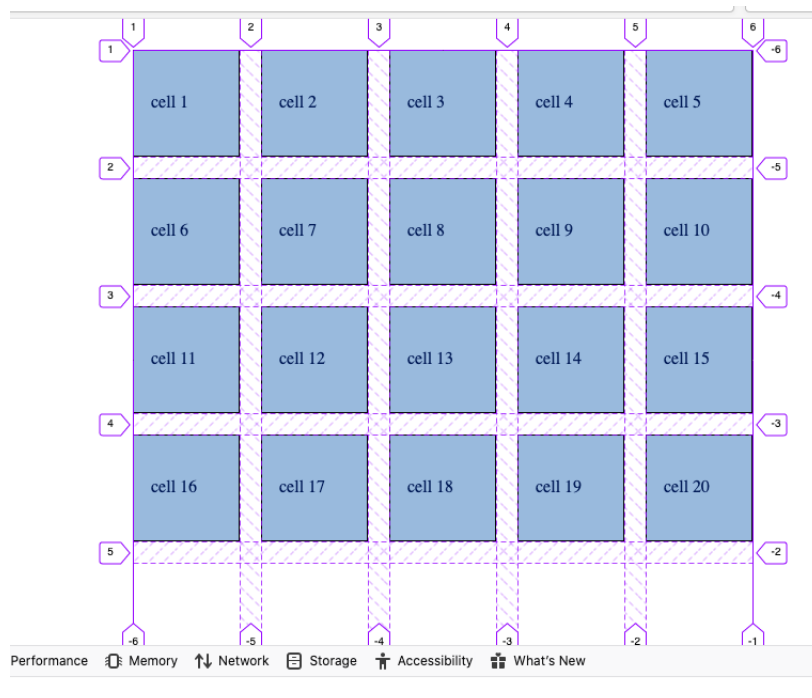 1 2 3 4 5 6
1 -6
cell 1 cell 2 cell 3 cell 4 cell 5
2 -5
cell 6 cell 7 cell 8 cell 9 cell 10
3 -4
cell 11 cell 12 cell 13 cell 14 cell 15
4 -3
cell 16 cell 17 cell 18 cell 19 cell 20
5 -2
-6 -5 -4 -3 -2 -1
Performance Memory Network Storage Accessibility What's New